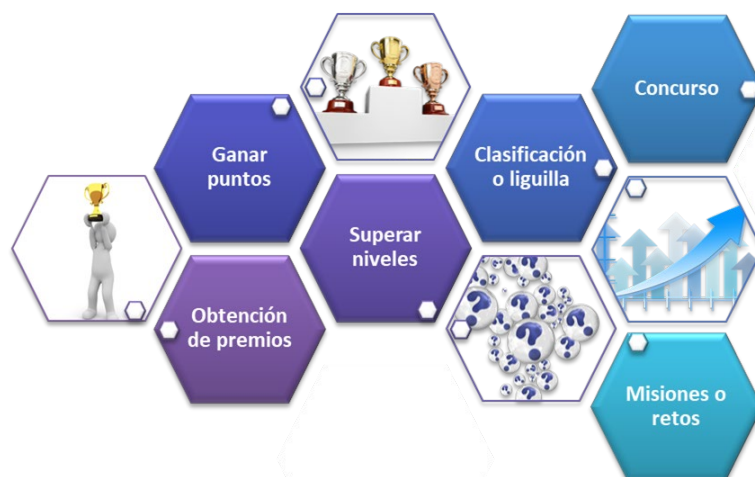 Concurso
Ganar
puntos
Clasificación
o liguilla
Superar
niveles
Obtención
de premios
Misiones o
retos